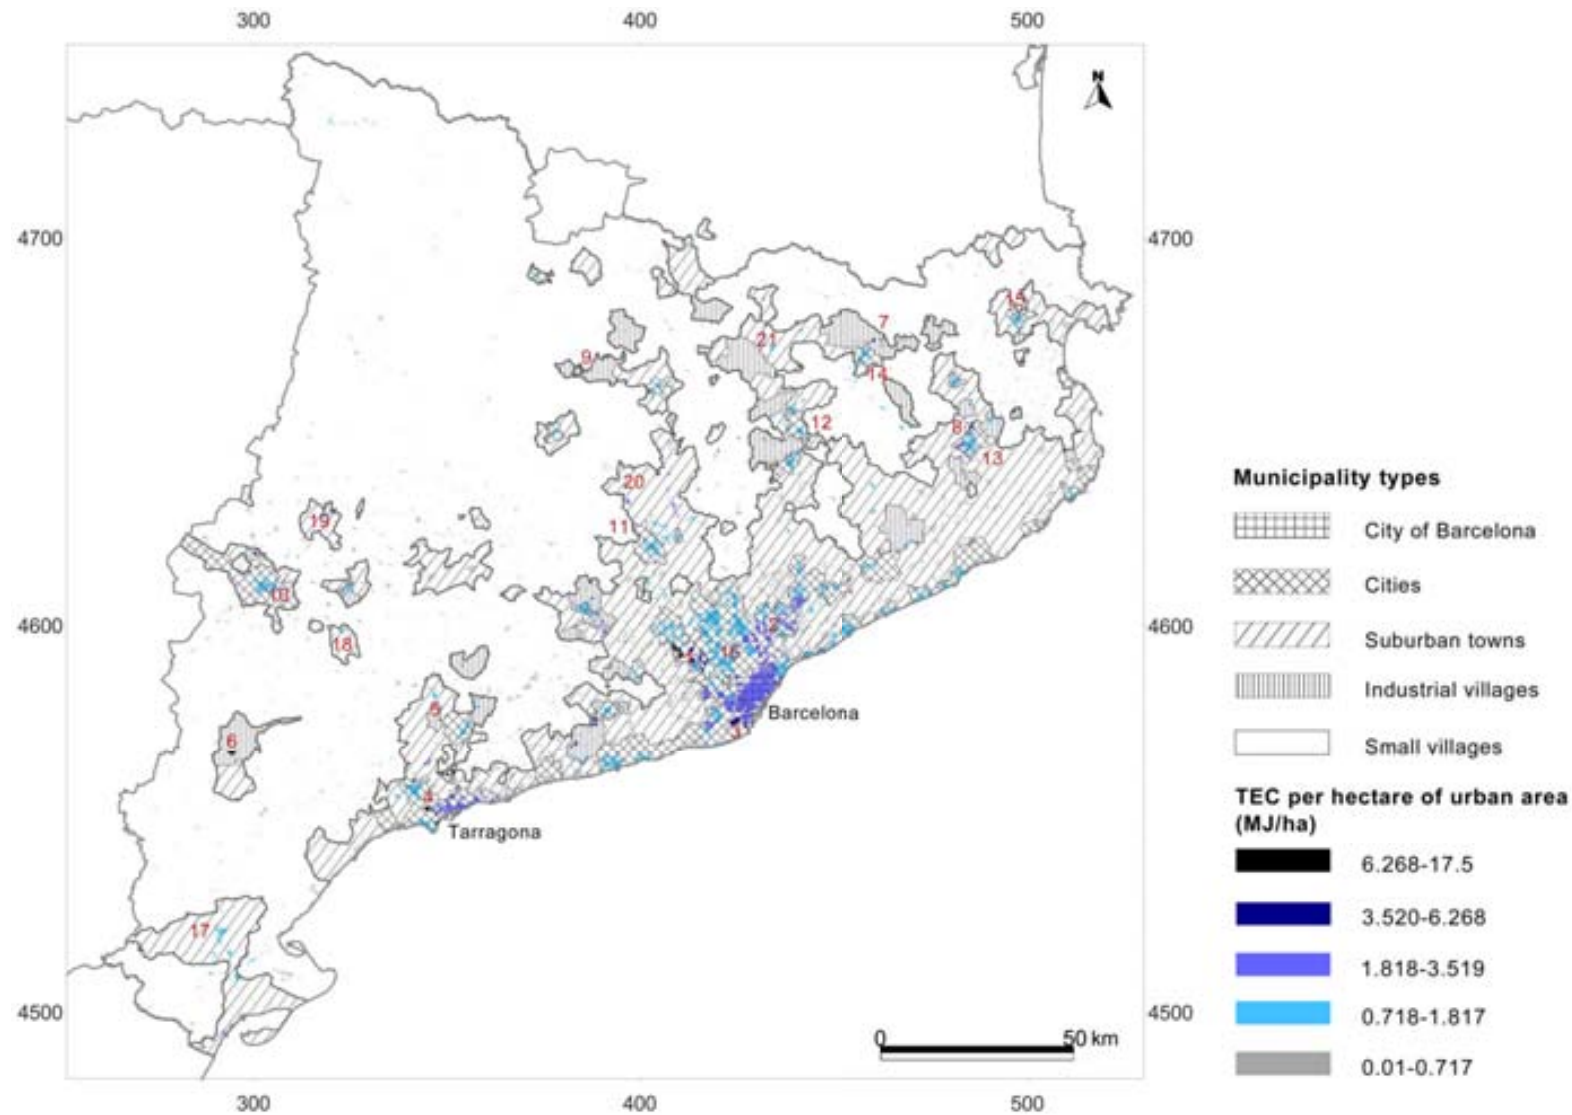 300 400 500
N
4700 4700
15
7
21
9
14
12
8
13
20
19
11
10
4600 4600
2
18
16
5
Barcelona
6
4
Tarragona
17
4500 4500
0 50 km
300 400 500
Municipality types
City of Barcelona
Cities
Suburban towns
Industrial villages
Small villages
TEC per hectare of urban area
(MJ/ha)
6.268-17.5
3.520-6.268
1.818-3.519
0.718-1.817
0.01-0.717